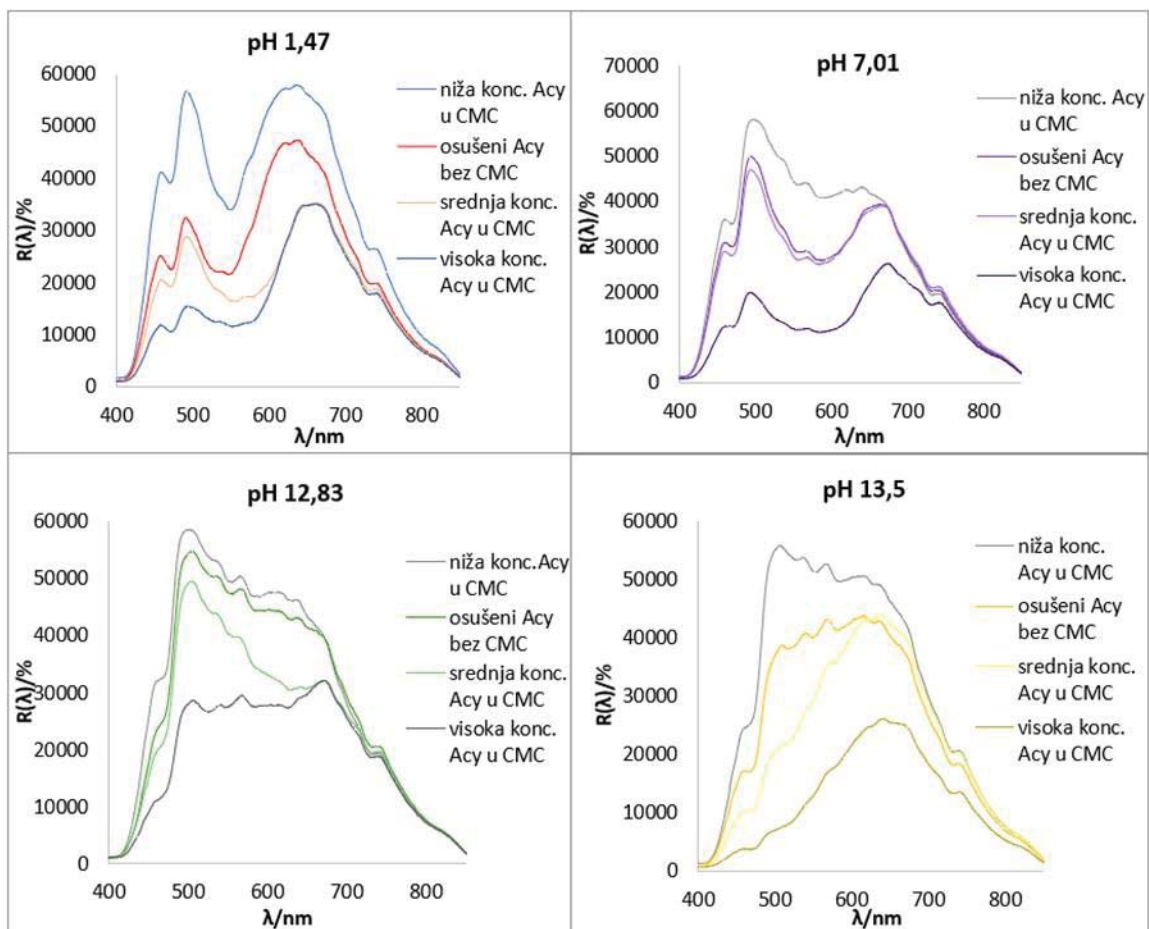 pH 1,47
60000
50000
40000
30000
20000
10000
0
R(λ)/%
400 500 600 700 800
λ/nm
niža konc. Acy
u CMC
osušeni Acy
bez CMC
srednja konc.
Acy u CMC
visoka konc.
Acy u CMC
pH 7,01
70000
60000
50000
40000
30000
20000
10000
0
R(λ)/%
400 500 600 700 800
λ/nm
niža konc. Acy
u CMC
osušeni Acy
bez CMC
srednja konc.
Acy u CMC
visoka konc.
Acy u CMC
pH 12,83
60000
50000
40000
30000
20000
10000
0
R(λ)/%
400 500 600 700 800
λ/nm
niža konc.Acy
u CMC
osušeni Acy
bez CMC
srednja konc.
Acy u CMC
visoka konc.
Acy u CMC
pH 13,5
60000
50000
40000
30000
20000
10000
0
R(λ)/%
400 500 600 700 800
λ/nm
niža konc.
Acy u CMC
osušeni Acy
bez CMC
srednja konc.
Acy u CMC
visoka konc.
Acy u CMC